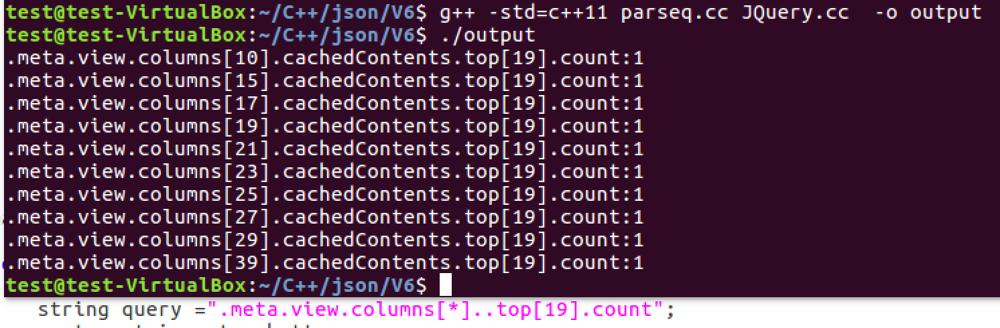 test@test-VirtualBox:~/C++/json/V6$ g++ -std=c++11 parseq.cc JQuery.cc  -o output
test@test-VirtualBox:~/C++/json/V6$ ./output
.meta.view.columns[10].cachedContents.top[19].count:1
.meta.view.columns[15].cachedContents.top[19].count:1
.meta.view.columns[17].cachedContents.top[19].count:1
.meta.view.columns[19].cachedContents.top[19].count:1
.meta.view.columns[21].cachedContents.top[19].count:1
.meta.view.columns[23].cachedContents.top[19].count:1
.meta.view.columns[25].cachedContents.top[19].count:1
.meta.view.columns[27].cachedContents.top[19].count:1
.meta.view.columns[29].cachedContents.top[19].count:1
.meta.view.columns[39].cachedContents.top[19].count:1
test@test-VirtualBox:~/C++/json/V6$
string query =".meta.view.columns[*]..top[19].count";